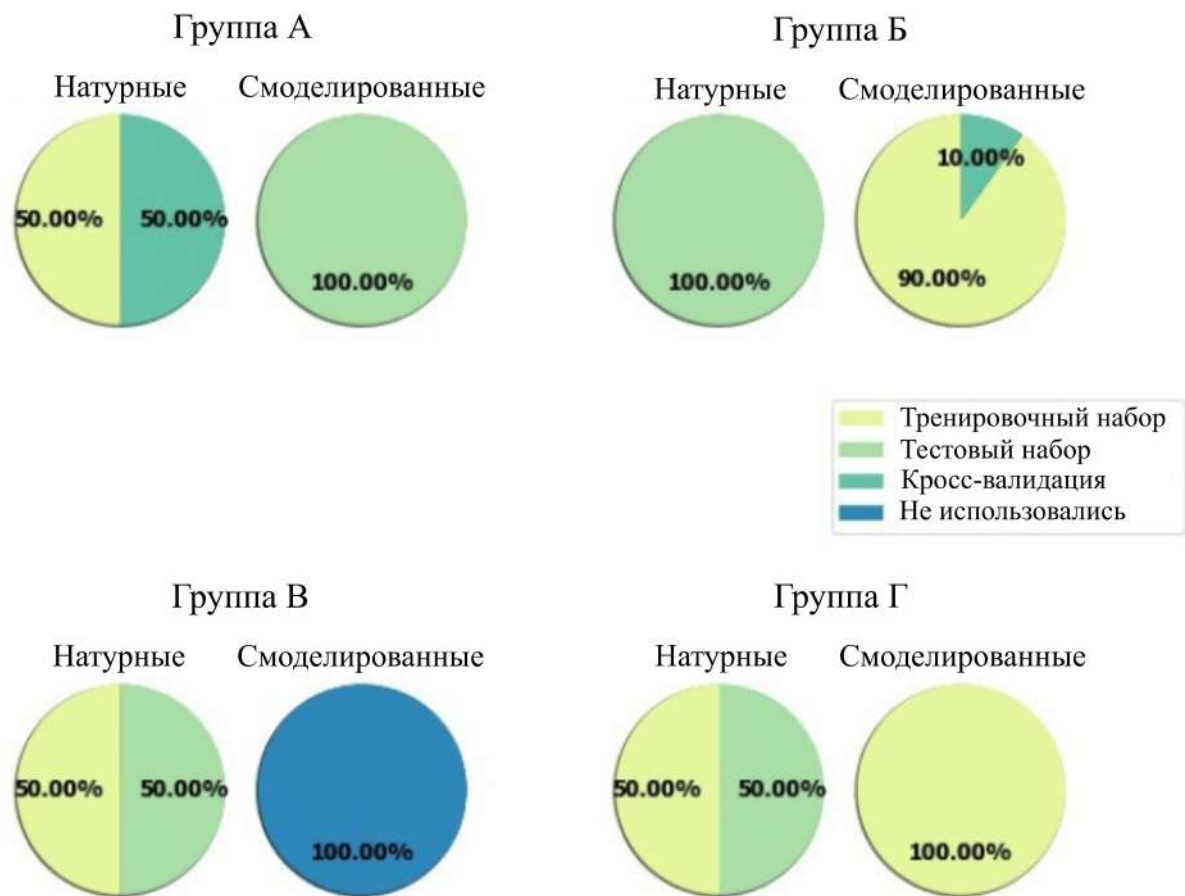 Группа А
Натурные Смоделированные
50.00% 50.00%
100.00%
Группа Б
Натурные Смоделированные
100.00%
10.00%
90.00%
Тренировочный набор
Тестовый набор
Кросс-валидация
Не использовались
Группа В
Натурные Смоделированные
50.00% 50.00%
100.00%
Группа Г
Натурные Смоделированные
50.00% 50.00%
100.00%